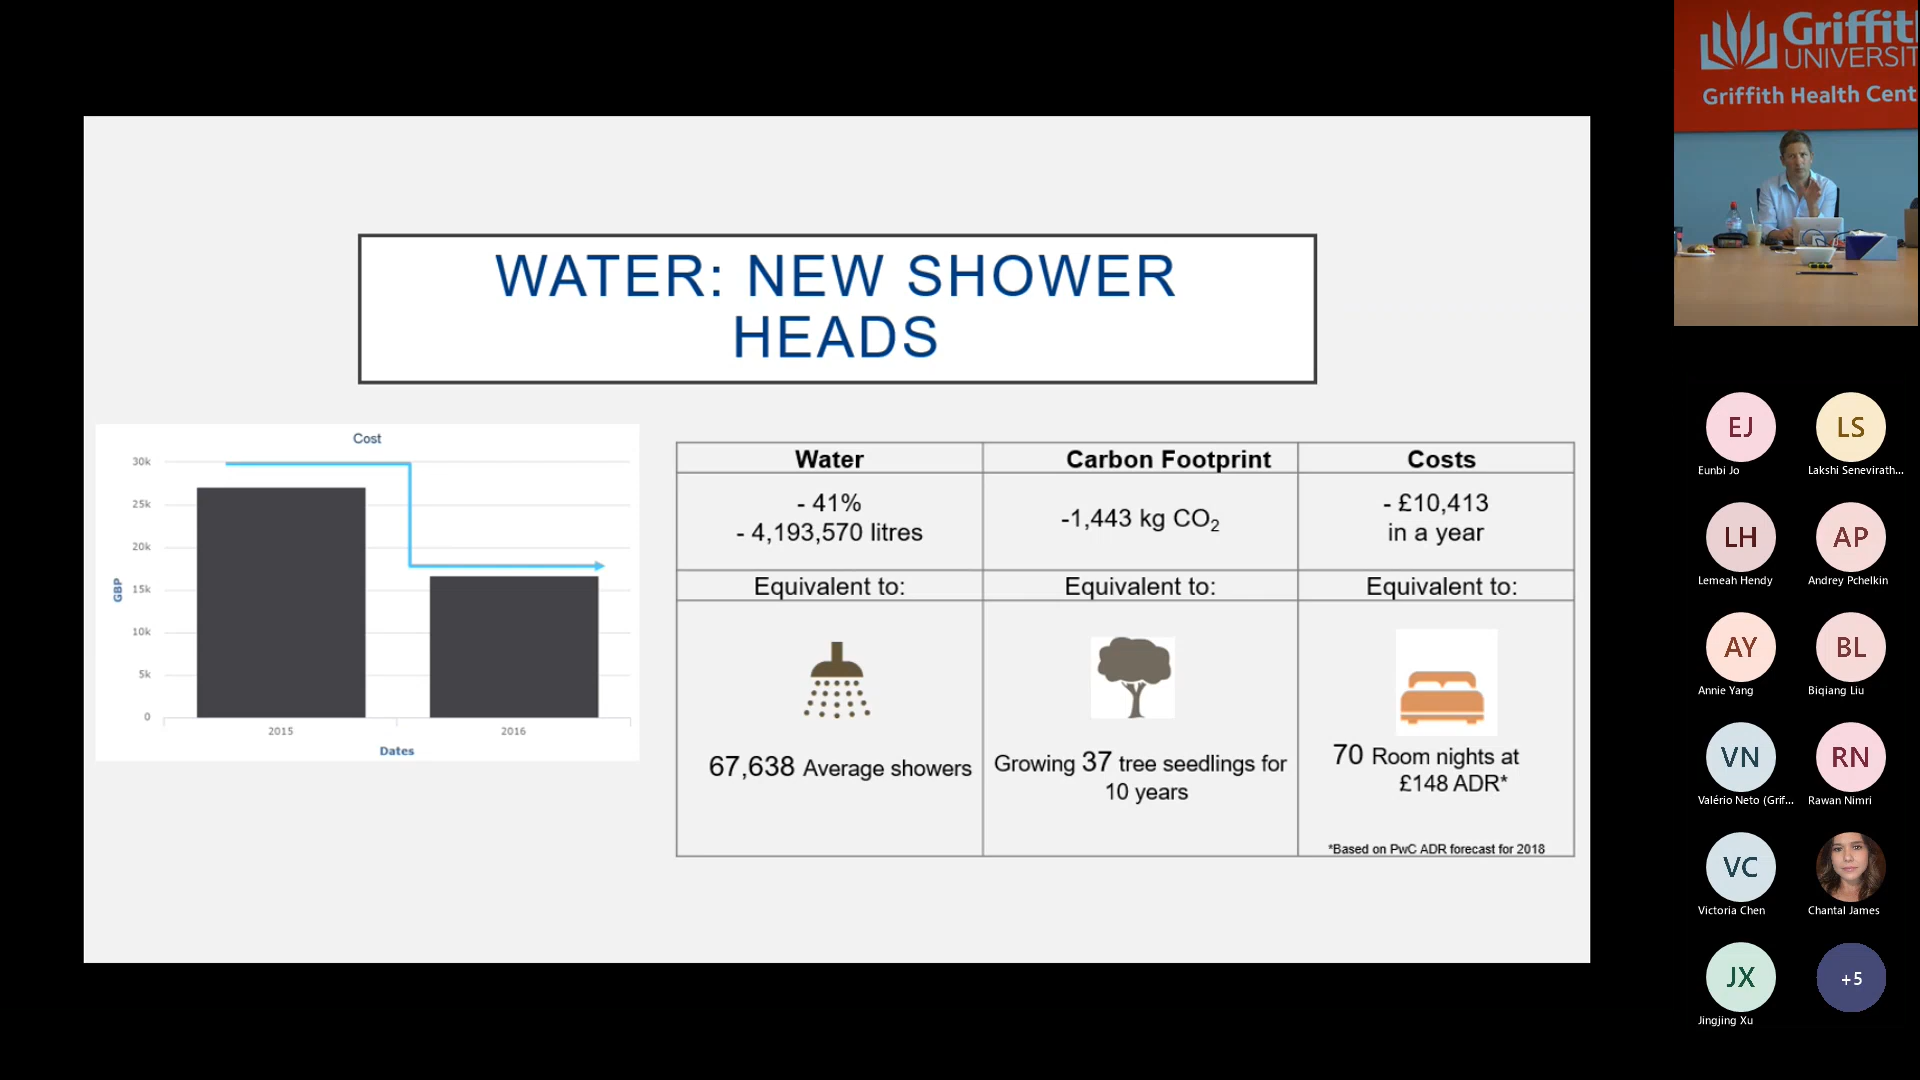 WATER: NEW SHOWER
HEADS
Cost
30k
25k
20k
15k
10k
5k
0
GBP
2015
2016
Dates
Water
Carbon Footprint
Costs
- 41%
- 4,193,570 litres
-1,443 kg CO2
- £10,413
in a year
Equivalent to:
Equivalent to:
Equivalent to:
67,638 Average showers
Growing 37 tree seedlings for
10 years
70 Room nights at
£148 ADR*
*Based on PwC ADR forecast for 2018
Griffit
UNIVERSIT
Griffith Health Cent
EJ
Eunbi Jo
LS
Lakshi Senevirath...
LH
Lemeah Hendy
AP
Andrey Pchelkin
AY
Annie Yang
BL
Biqiang Liu
VN
Valério Neto (Grif...
RN
Rawan Nimri
VC
Victoria Chen
Chantal James
JX
Jingjing Xu
+5